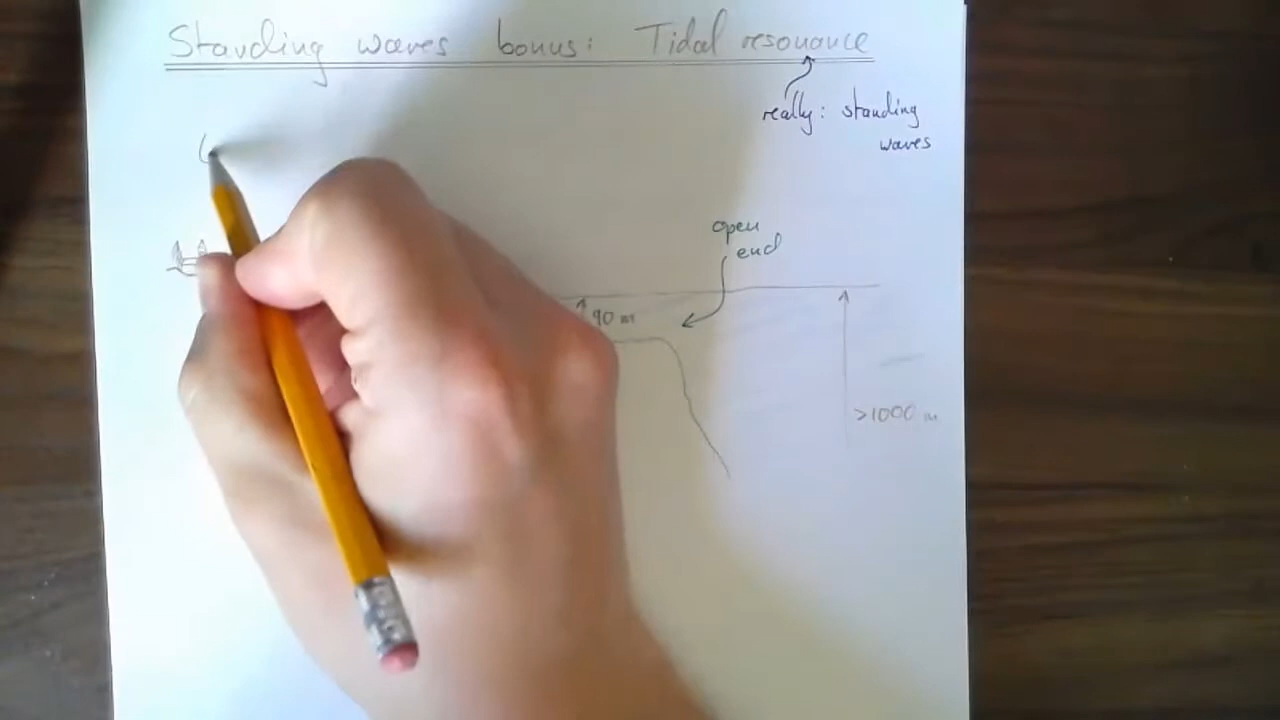 Standing waves bonus: Tidal resonance
really: standing
waves
open
end
90 m
>1000 m